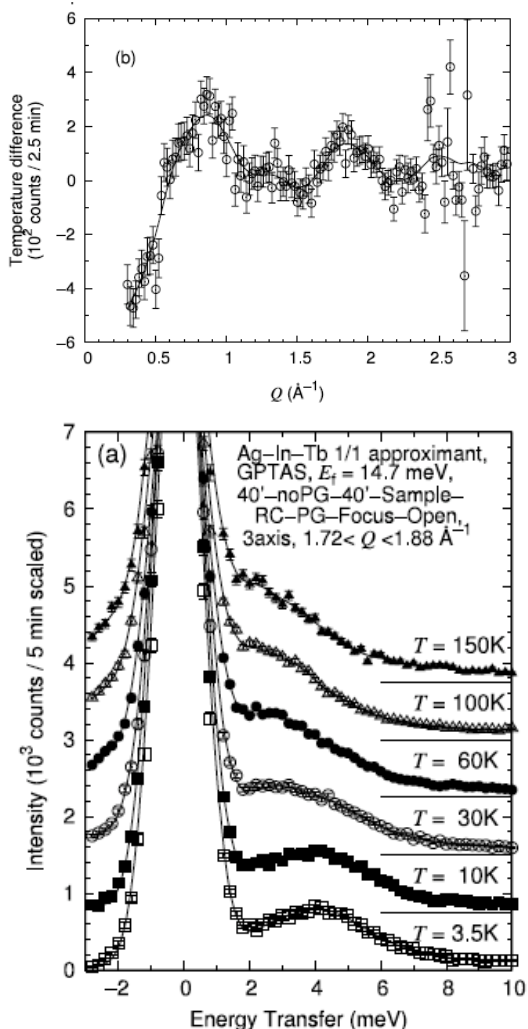 6
(b)
4
2
0
−2
−4
−6
Temperature difference
(10² counts / 2.5 min)
0 0.5 1 1.5 2 2.5 3
Q (Å⁻¹)
7
(a)
Ag–In–Tb 1/1 approximant,
GPTAS, E_f = 14.7 meV,
40'–noPG–40'–Sample–
RC–PG–Focus–Open,
3axis, 1.72< Q <1.88 Å⁻¹
6
5
4
3
2
1
0
T = 150K
T = 100K
T = 60K
T = 30K
T = 10K
T = 3.5K
Intensity (10³ counts / 5 min scaled)
−2 0 2 4 6 8 10
Energy Transfer (meV)